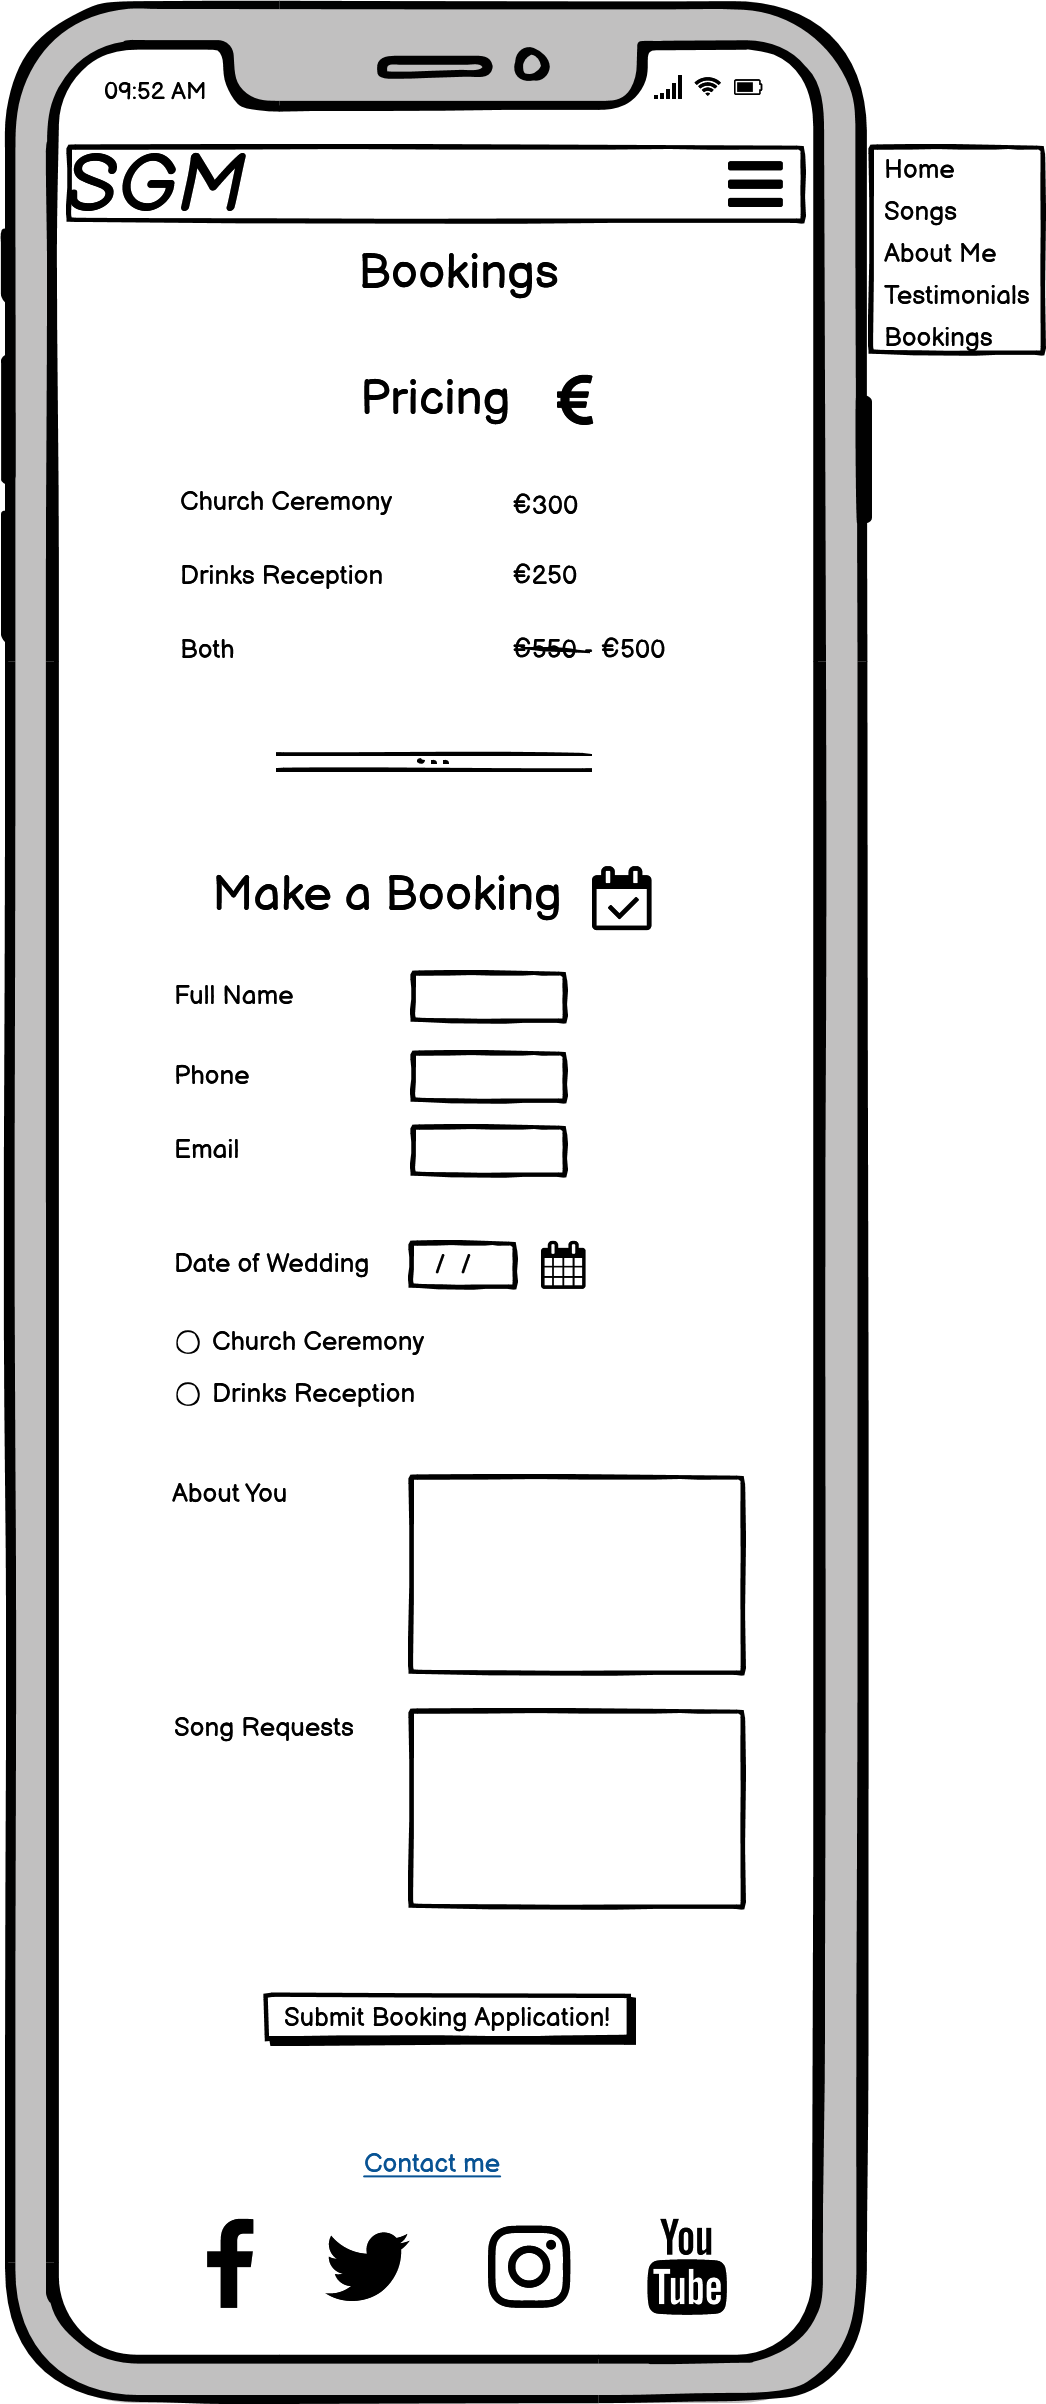 09:52 AM
SGM
Home
Songs
About Me
Testimonials
Bookings
Bookings
Pricing €
Church Ceremony €300
Drinks Reception €250
Both €550 - €500
Make a Booking
Full Name
Phone
Email
Date of Wedding / /
Church Ceremony
Drinks Reception
About You
Song Requests
Submit Booking Application!
Contact me
You
Tube